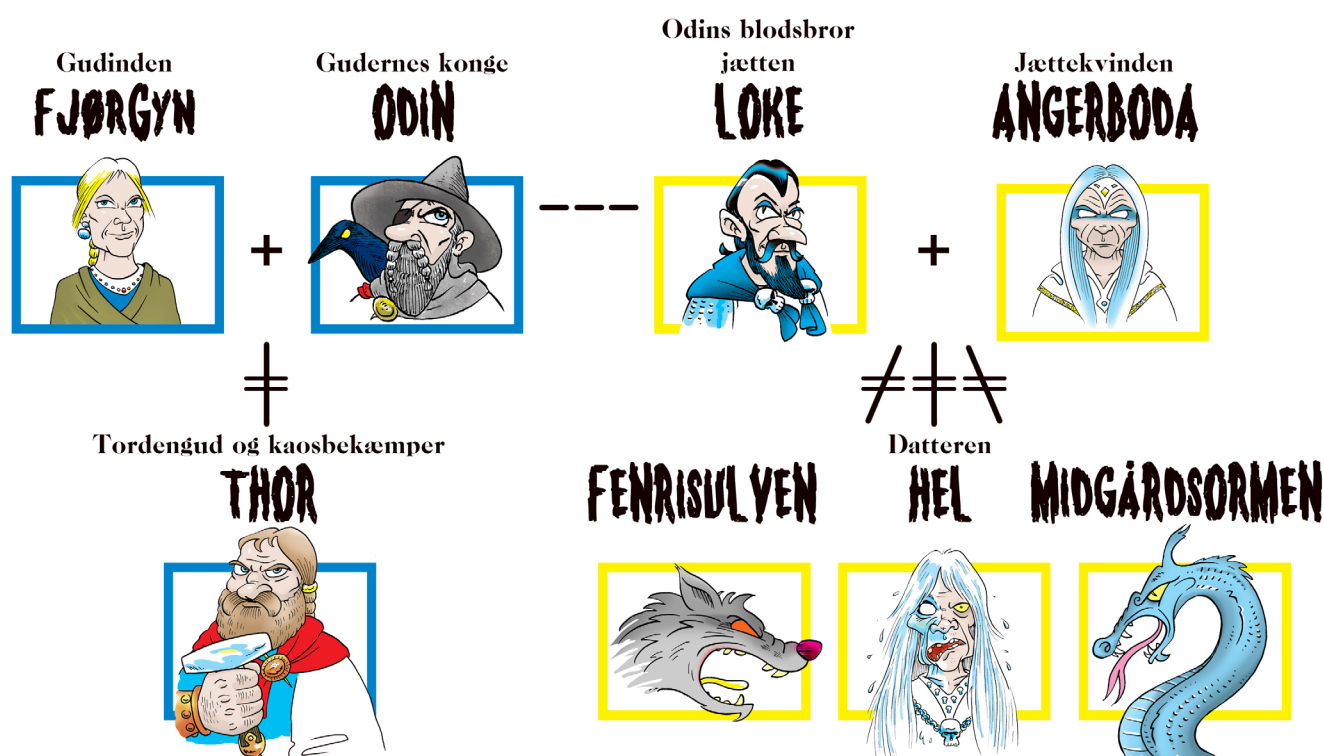 Gudinden
FJØRGYN
Gudernes konge
ODIN
Odins blodsbror
jætten
LOKE
Jættekvinden
ANGERBODA
Tordengud og kaosbekæmper
THOR
FENRISULVEN
Datteren
HEL
MIDGÅRDSORMEN